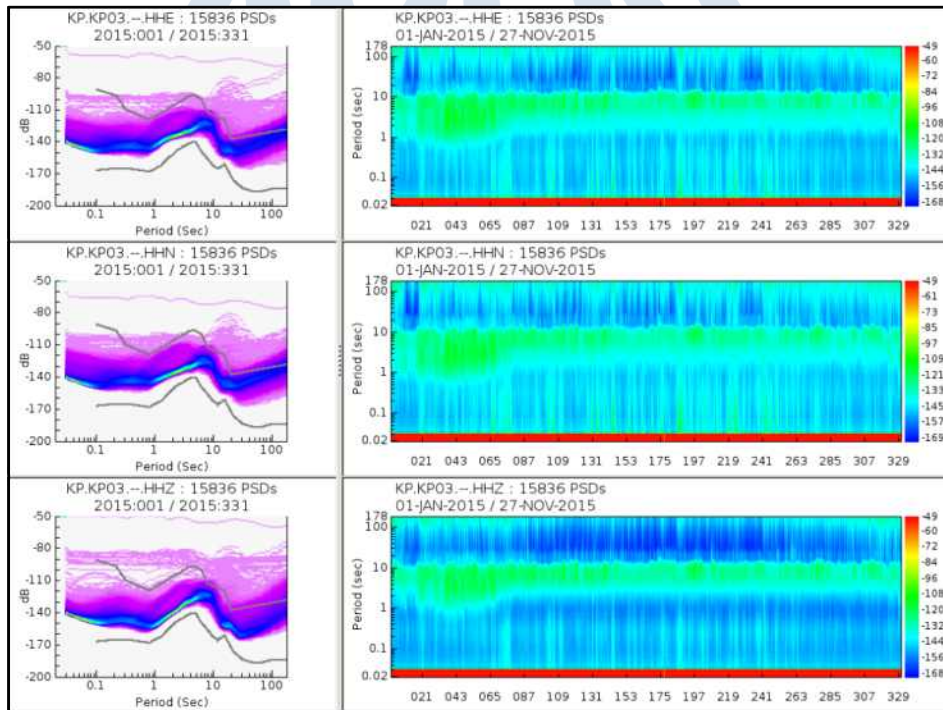 KP.KP03.--.HHE : 15836 PSDs
2015:001 / 2015:331
-50
-80
-110
-140
-170
-200
dB
0.1 1 10 100
Period (Sec)
KP.KP03.--.HHE : 15836 PSDs
01-JAN-2015 / 27-NOV-2015
178
100
10
1
0.1
0.02
Period (sec)
021 043 065 087 109 131 153 175 197 219 241 263 285 307 329
-49
-60
-72
-84
-96
-108
-120
-132
-144
-156
-168
KP.KP03.--.HHN : 15836 PSDs
2015:001 / 2015:331
-50
-80
-110
-140
-170
-200
dB
0.1 1 10 100
Period (Sec)
KP.KP03.--.HHN : 15836 PSDs
01-JAN-2015 / 27-NOV-2015
178
100
10
1
0.1
0.02
Period (sec)
021 043 065 087 109 131 153 175 197 219 241 263 285 307 329
-49
-61
-73
-85
-97
-109
-121
-133
-145
-157
-169
KP.KP03.--.HHZ : 15836 PSDs
2015:001 / 2015:331
-50
-80
-110
-140
-170
-200
dB
0.1 1 10 100
Period (Sec)
KP.KP03.--.HHZ : 15836 PSDs
01-JAN-2015 / 27-NOV-2015
178
100
10
1
0.1
0.02
Period (sec)
021 043 065 087 109 131 153 175 197 219 241 263 285 307 329
-49
-60
-72
-84
-96
-108
-120
-132
-144
-156
-168